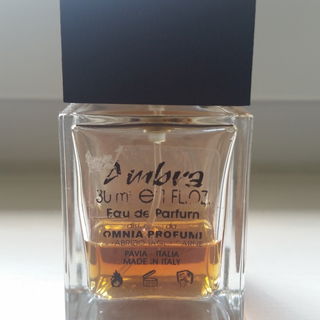 Ambra
30 ml e 1 FL.OZ.
Eau de Parfum
OMNIA PROFUMI
PAVIA - ITALIA
MADE IN ITALY